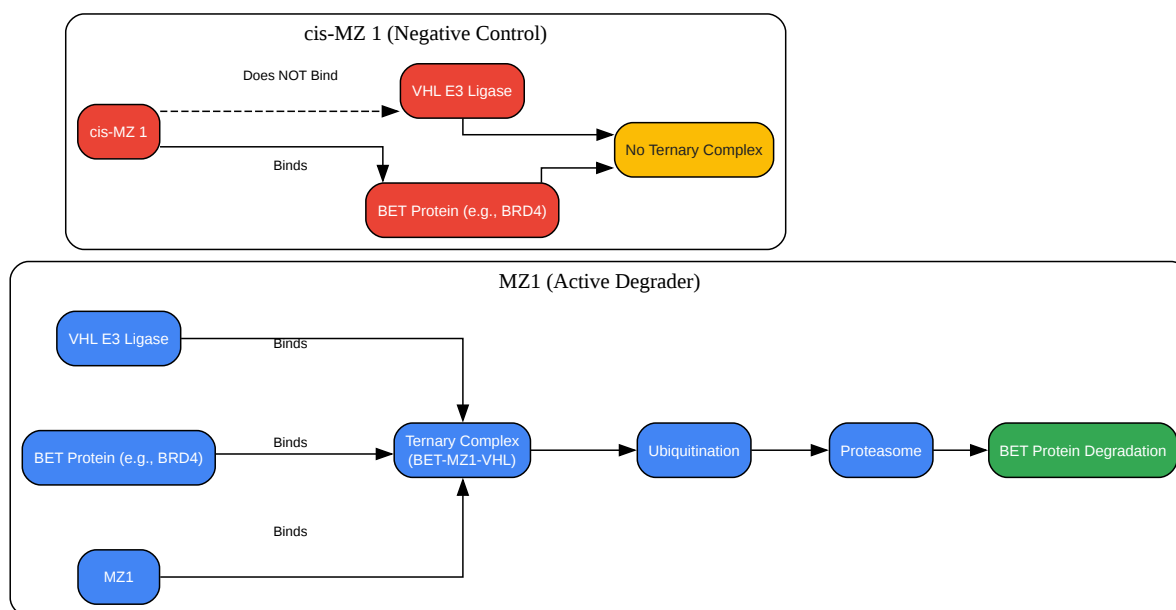 cis-MZ 1 (Negative Control)
Does NOT Bind
VHL E3 Ligase
cis-MZ 1
No Ternary Complex
Binds
BET Protein (e.g., BRD4)
MZ1 (Active Degrader)
VHL E3 Ligase
Binds
BET Protein (e.g., BRD4)
Binds
Ternary Complex
(BET-MZ1-VHL)
Ubiquitination
Proteasome
BET Protein Degradation
Binds
MZ1